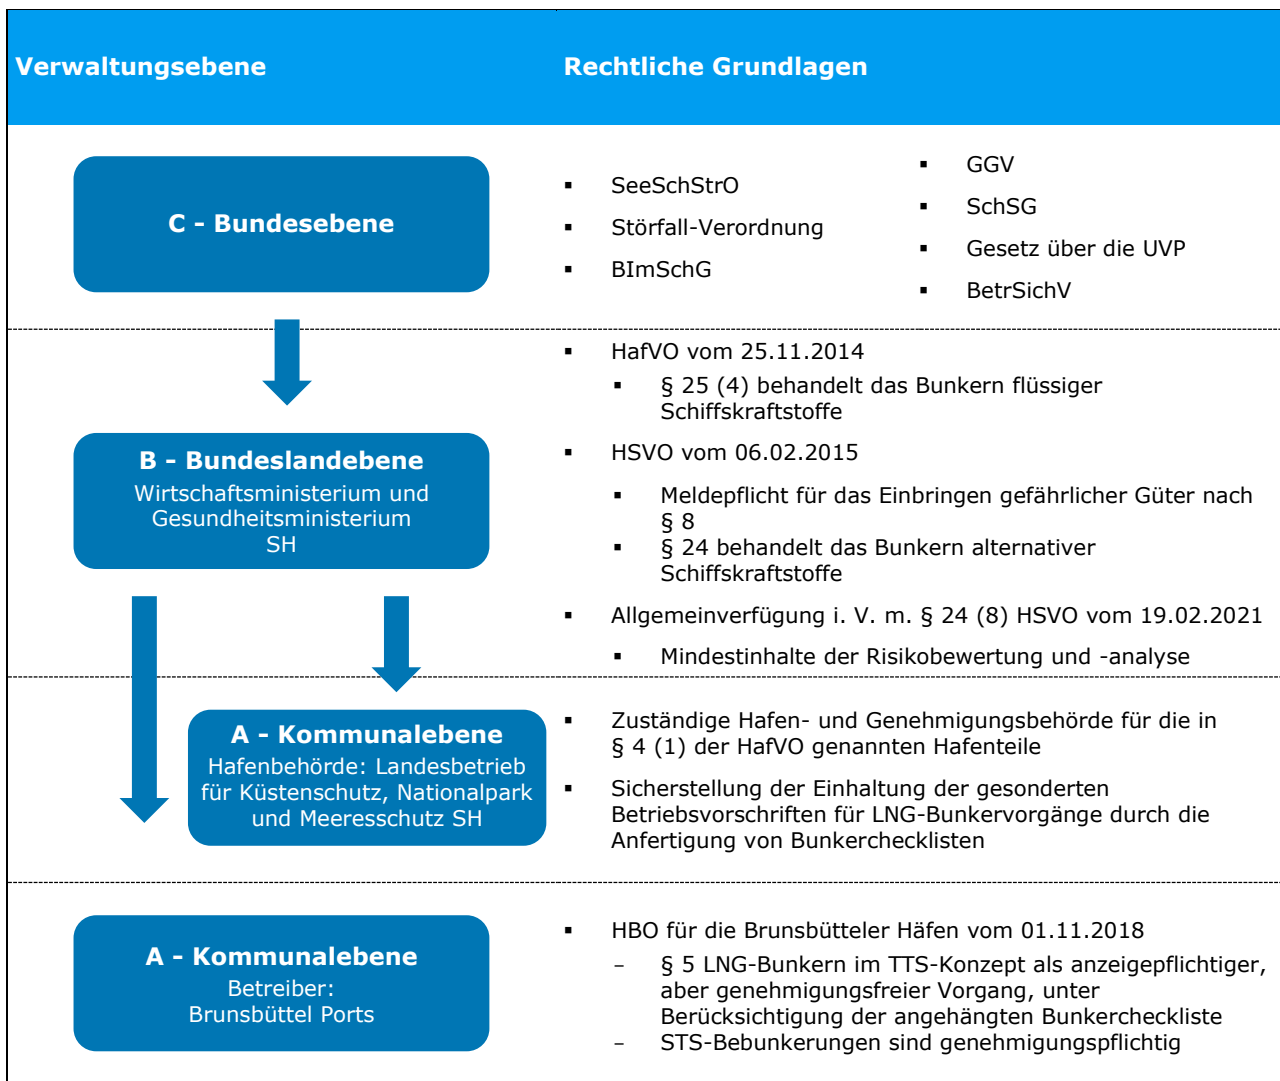 Verwaltungsebene
Rechtliche Grundlagen
C – Bundesebene
▪ SeeSchStrO
▪ Störfall-Verordnung
▪ BImSchG
▪ GGV
▪ SchSG
▪ Gesetz über die UVP
▪ BetrSichV
B – Bundeslandebene
Wirtschaftsministerium und
Gesundheitsministerium
SH
▪ HafVO vom 25.11.2014
▪ § 25 (4) behandelt das Bunkern flüssiger
Schiffskraftstoffe
▪ HSVO vom 06.02.2015
▪ Meldepflicht für das Einbringen gefährlicher Güter nach
§ 8
▪ § 24 behandelt das Bunkern alternativer
Schiffskraftstoffe
▪ Allgemeinverfügung i. V. m. § 24 (8) HSVO vom 19.02.2021
▪ Mindestinhalte der Risikobewertung und -analyse
A – Kommunalebene
Hafenbehörde: Landesbetrieb
für Küstenschutz, Nationalpark
und Meeresschutz SH
▪ Zuständige Hafen- und Genehmigungsbehörde für die in
§ 4 (1) der HafVO genannten Hafenteile
▪ Sicherstellung der Einhaltung der gesonderten
Betriebsvorschriften für LNG-Bunkervorgänge durch die
Anfertigung von Bunkerchecklisten
A – Kommunalebene
Betreiber:
Brunsbüttel Ports
▪ HBO für die Brunsbütteler Häfen vom 01.11.2018
– § 5 LNG-Bunkern im TTS-Konzept als anzeigepflichtiger,
aber genehmigungsfreier Vorgang, unter
Berücksichtigung der angehängten Bunkercheckliste
– STS-Bebunkerungen sind genehmigungspflichtig